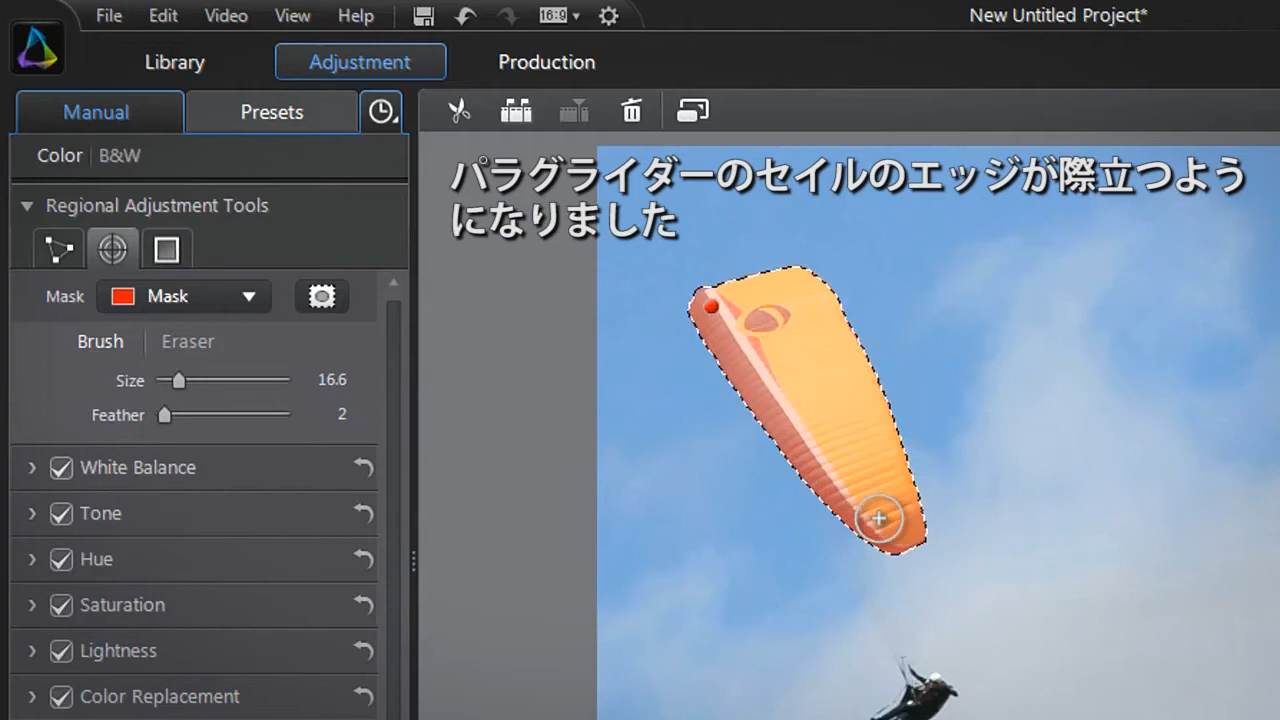 File Edit Video View Help 16:9 New Untitled Project*
Library Adjustment Production
Manual Presets
Color B&W
パラグライダーのセイルのエッジが際立つよう
になりました
Regional Adjustment Tools
Mask Mask
Brush Eraser
Size 16.6
Feather 2
White Balance
Tone
Hue
Saturation
Lightness
Color Replacement